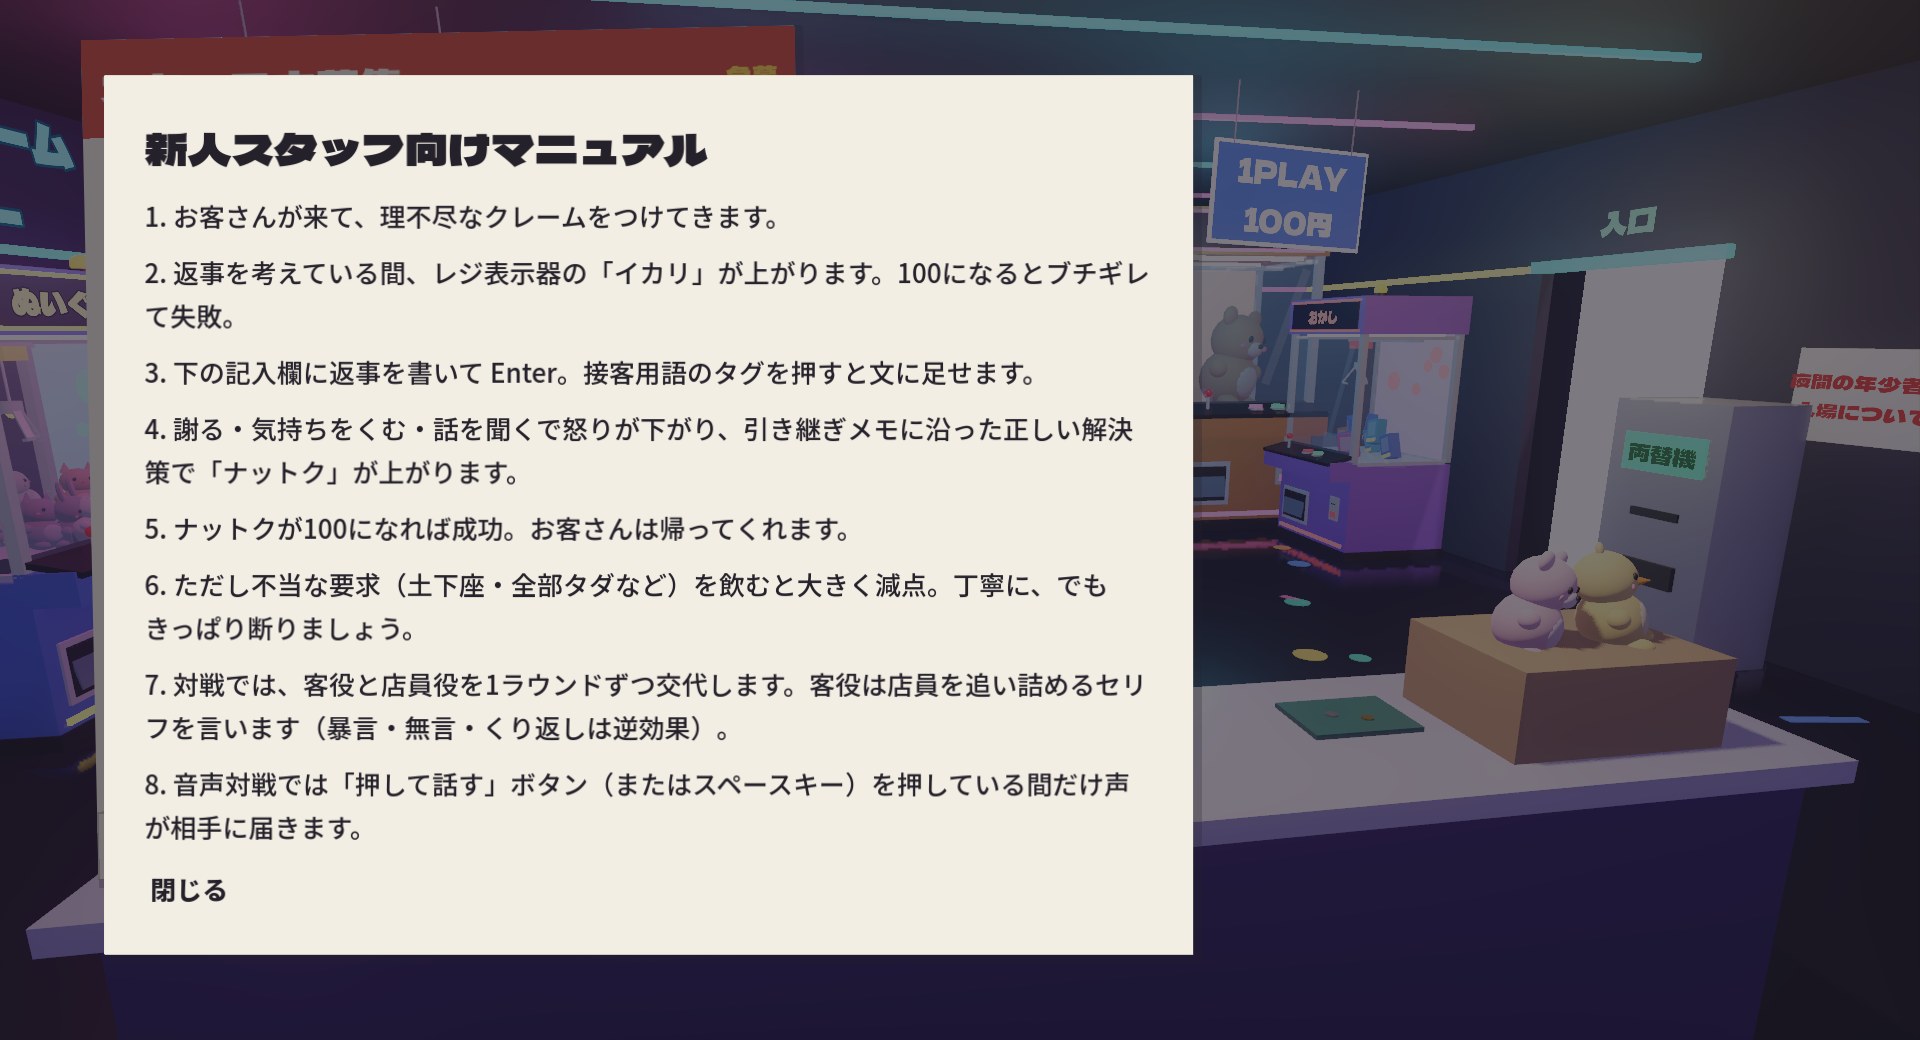 新人スタッフ向けマニュアル
1. お客さんが来て、理不尽なクレームをつけてきます。
2. 返事を考えている間、レジ表示器の「イカリ」が上がります。100になるとブチギレ
て失敗。
3. 下の記入欄に返事を書いて Enter。接客用語のタグを押すと文に足せます。
4. 謝る・気持ちをくむ・話を聞くで怒りが下がり、引き継ぎメモに沿った正しい解決
策で「ナットク」が上がります。
5. ナットクが100になれば成功。お客さんは帰ってくれます。
6. ただし不当な要求（土下座・全部タダなど）を飲むと大きく減点。丁寧に、でも
きっぱり断りましょう。
7. 対戦では、客役と店員役を1ラウンドずつ交代します。客役は店員を追い詰めるセリ
フを言います（暴言・無言・くり返しは逆効果）。
8. 音声対戦では「押して話す」ボタン（またはスペースキー）を押している間だけ声
が相手に届きます。
閉じる
ーム
ぬいぐ
1PLAY
100円
おかし
入口
両替機
夜間の年少者
入場について